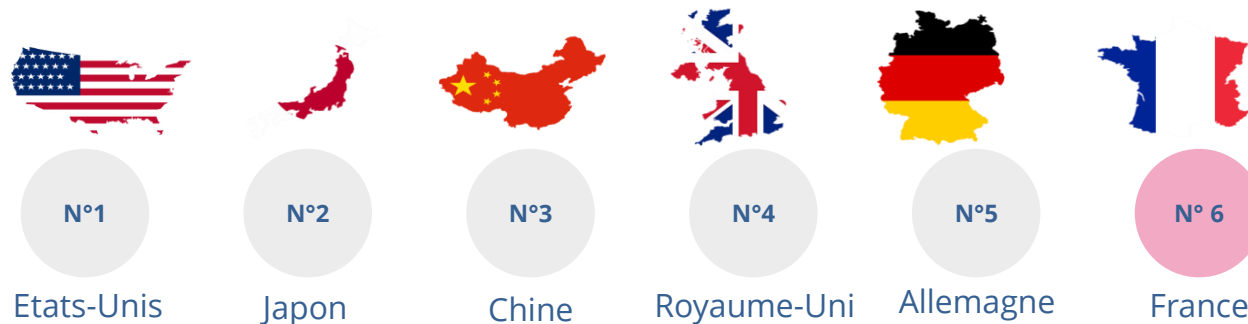 N°1
N°2
N°3
N°4
N°5
N° 6
Etats-Unis
Japon
Chine
Royaume-Uni
Allemagne
France